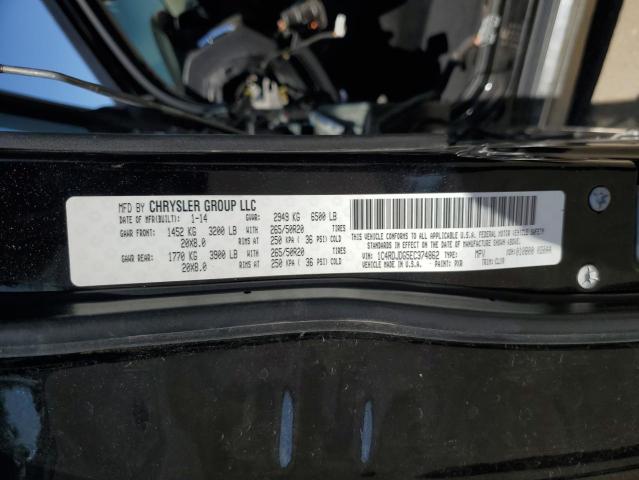 MFD BY CHRYSLER GROUP LLC
DATE OF MFR(BUILT): 1-14 GVWR: 2949 KG 6500 LB
GAWR FRONT: 1452 KG 3200 LB WITH 265/50R20 TIRES
20X8.0 RIMS AT 250 KPA ( 36 PSI) COLD
GAWR REAR: 1770 KG 3900 LB WITH 265/50R20 TIRES
20X8.0 RIMS AT 250 KPA ( 36 PSI) COLD
THIS VEHICLE CONFORMS TO ALL APPLICABLE U.S.A. FEDERAL MOTOR VEHICLE SAFETY
STANDARDS IN EFFECT ON THE DATE OF MANUFACTURE SHOWN ABOVE.
VIN: 1C4RDJDG5EC374862 TYPE: MPV
VEHICLE MADE IN U.S.A. PAINT: PXR TRIM: